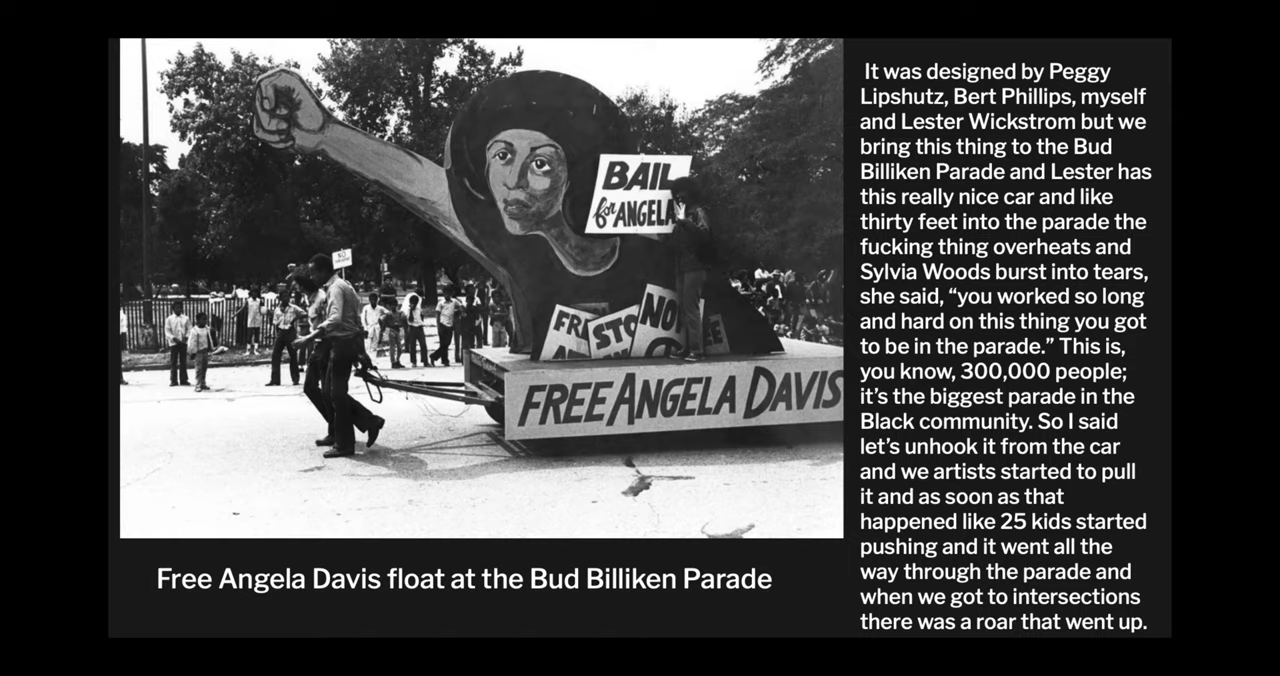 BAIL
for ANGELA
NO
FR
STO
NO
EE
FREE ANGELA DAVIS
Free Angela Davis float at the Bud Billiken Parade
It was designed by Peggy
Lipshutz, Bert Phillips, myself
and Lester Wickstrom but we
bring this thing to the Bud
Billiken Parade and Lester has
this really nice car and like
thirty feet into the parade the
fucking thing overheats and
Sylvia Woods burst into tears,
she said, “you worked so long
and hard on this thing you got
to be in the parade.” This is,
you know, 300,000 people;
it’s the biggest parade in the
Black community. So I said
let’s unhook it from the car
and we artists started to pull
it and as soon as that
happened like 25 kids started
pushing and it went all the
way through the parade and
when we got to intersections
there was a roar that went up.